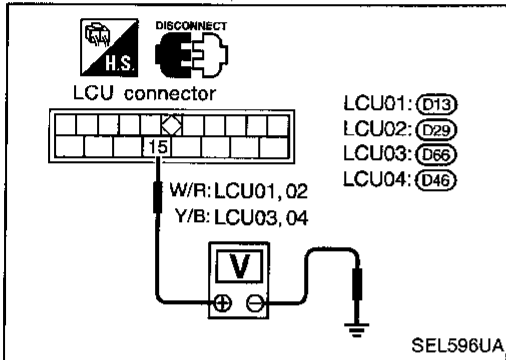 DISCONNECT
H.S.
LCU connector
15
LCU01: D13
LCU02: D29
LCU03: D66
LCU04: D46
W/R: LCU01, 02
Y/B: LCU03, 04
V
⊕ ⊖
SEL596UA